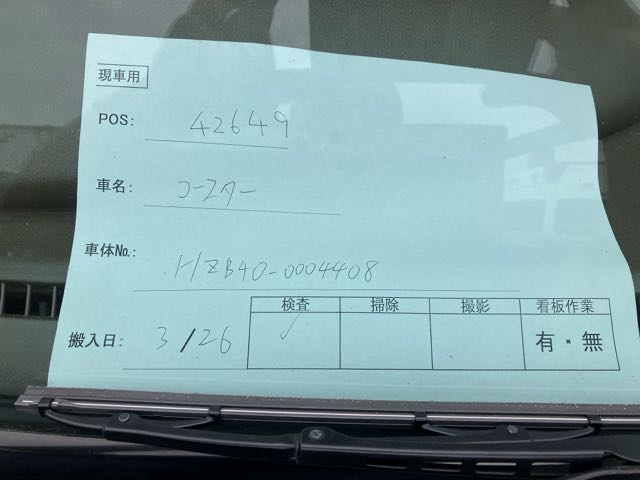 現車用
POS: 42649
車名: コースター
車体No.: HZB40-0004408
検査 掃除 撮影 看板作業
搬入日: 3/26 ✓ 有・無